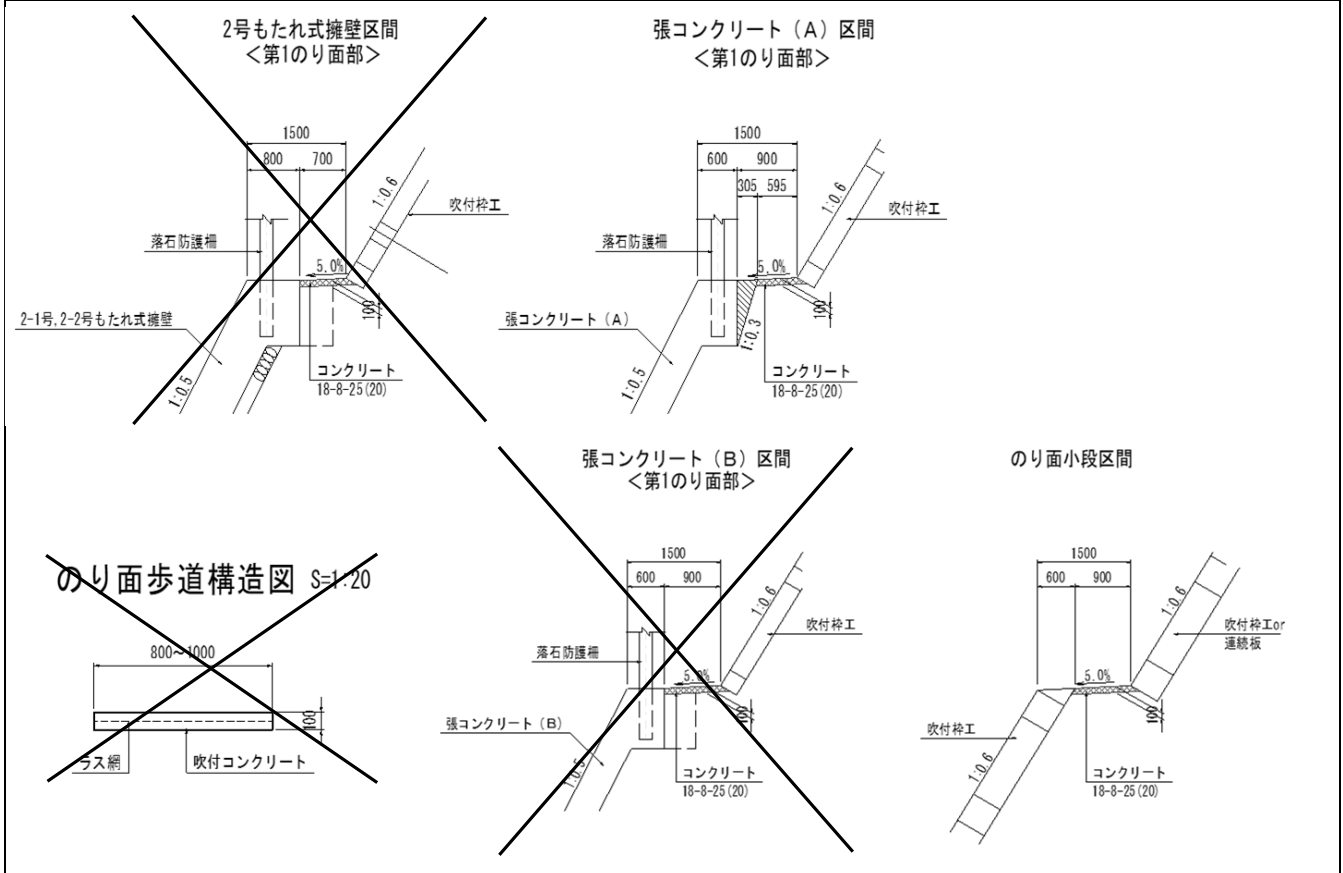 2号もたれ式擁壁区間
<第1のり面部>
1500
800
700
1:0.6
吹付枠工
落石防護柵
5.0%
100
2-1号,2-2号もたれ式擁壁
1:0.5
コンクリート
18-8-25(20)
張コンクリート（A）区間
<第1のり面部>
1500
600
900
305
595
1:0.6
吹付枠工
落石防護柵
5.0%
100
張コンクリート（A）
1:0.3
1:0.5
コンクリート
18-8-25(20)
のり面歩道構造図 S=1:20
800~1000
100
ラス網
吹付コンクリート
張コンクリート（B）区間
<第1のり面部>
1500
600
900
1:0.6
吹付枠工
落石防護柵
5.0%
100
張コンクリート（B）
1:0.5
コンクリート
18-8-25(20)
のり面小段区間
1500
600
900
1:0.6
吹付枠工or
連続板
5.0%
100
吹付枠工
1:0.6
コンクリート
18-8-25(20)